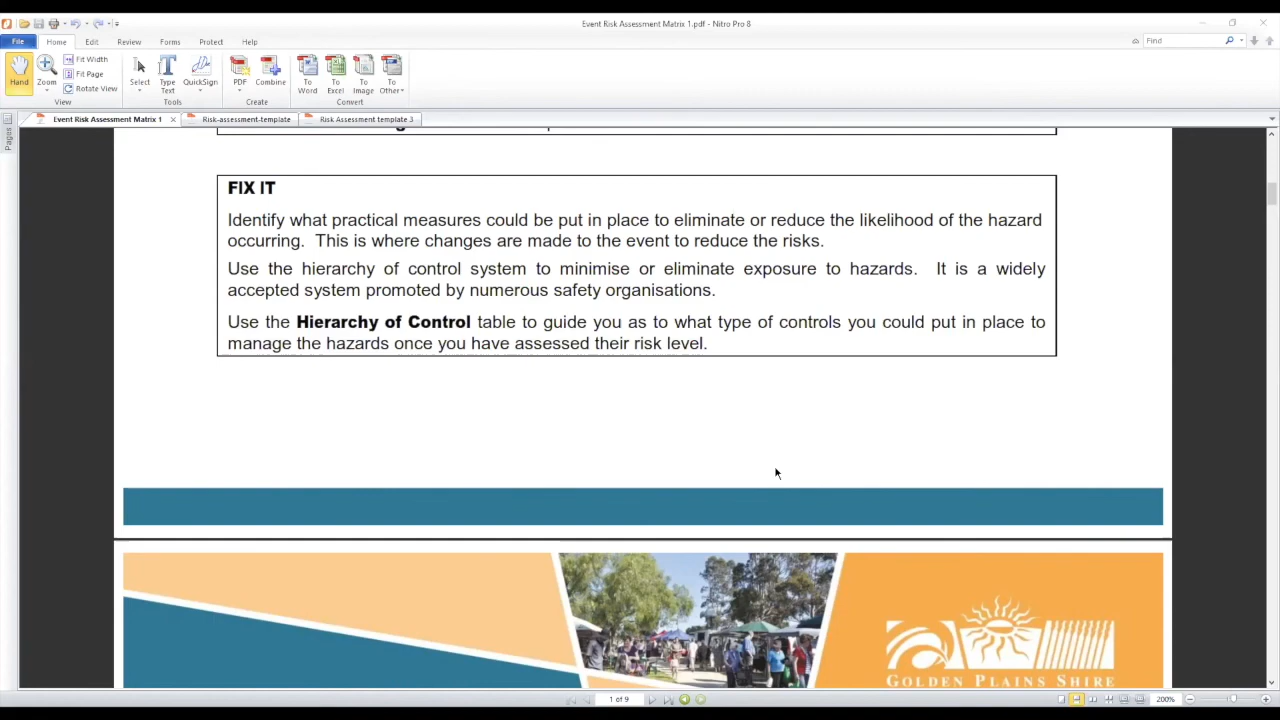 Event Risk Assessment Matrix 1.pdf - Nitro Pro 8
File Home Edit Review Forms Protect Help
Find
Hand
Zoom
Fit Width
Fit Page
Rotate View
View
Select
Type Text
QuickSign
Tools
PDF
Combine
Create
To Word
To Excel
To Image
To Other
Convert
Event Risk Assessment Matrix 1
Risk-assessment-template
Risk Assessment template 3
Pages
FIX IT
Identify what practical measures could be put in place to eliminate or reduce the likelihood of the hazard
occurring. This is where changes are made to the event to reduce the risks.
Use the hierarchy of control system to minimise or eliminate exposure to hazards. It is a widely
accepted system promoted by numerous safety organisations.
Use the Hierarchy of Control table to guide you as to what type of controls you could put in place to
manage the hazards once you have assessed their risk level.
GOLDEN PLAINS SHIRE
1 of 9
200%